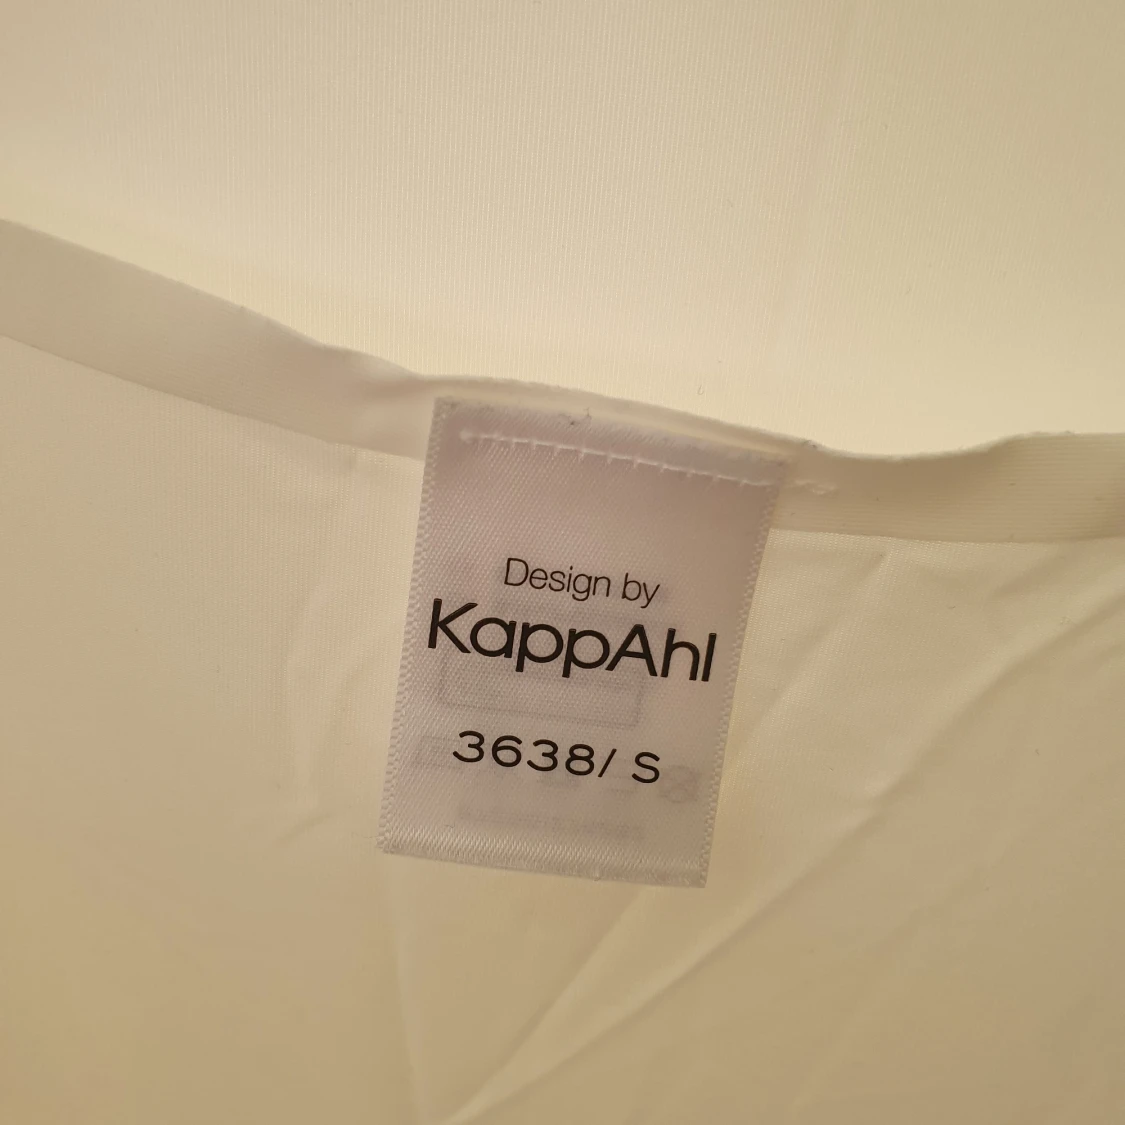 Design by
KappAhl
3638/ S